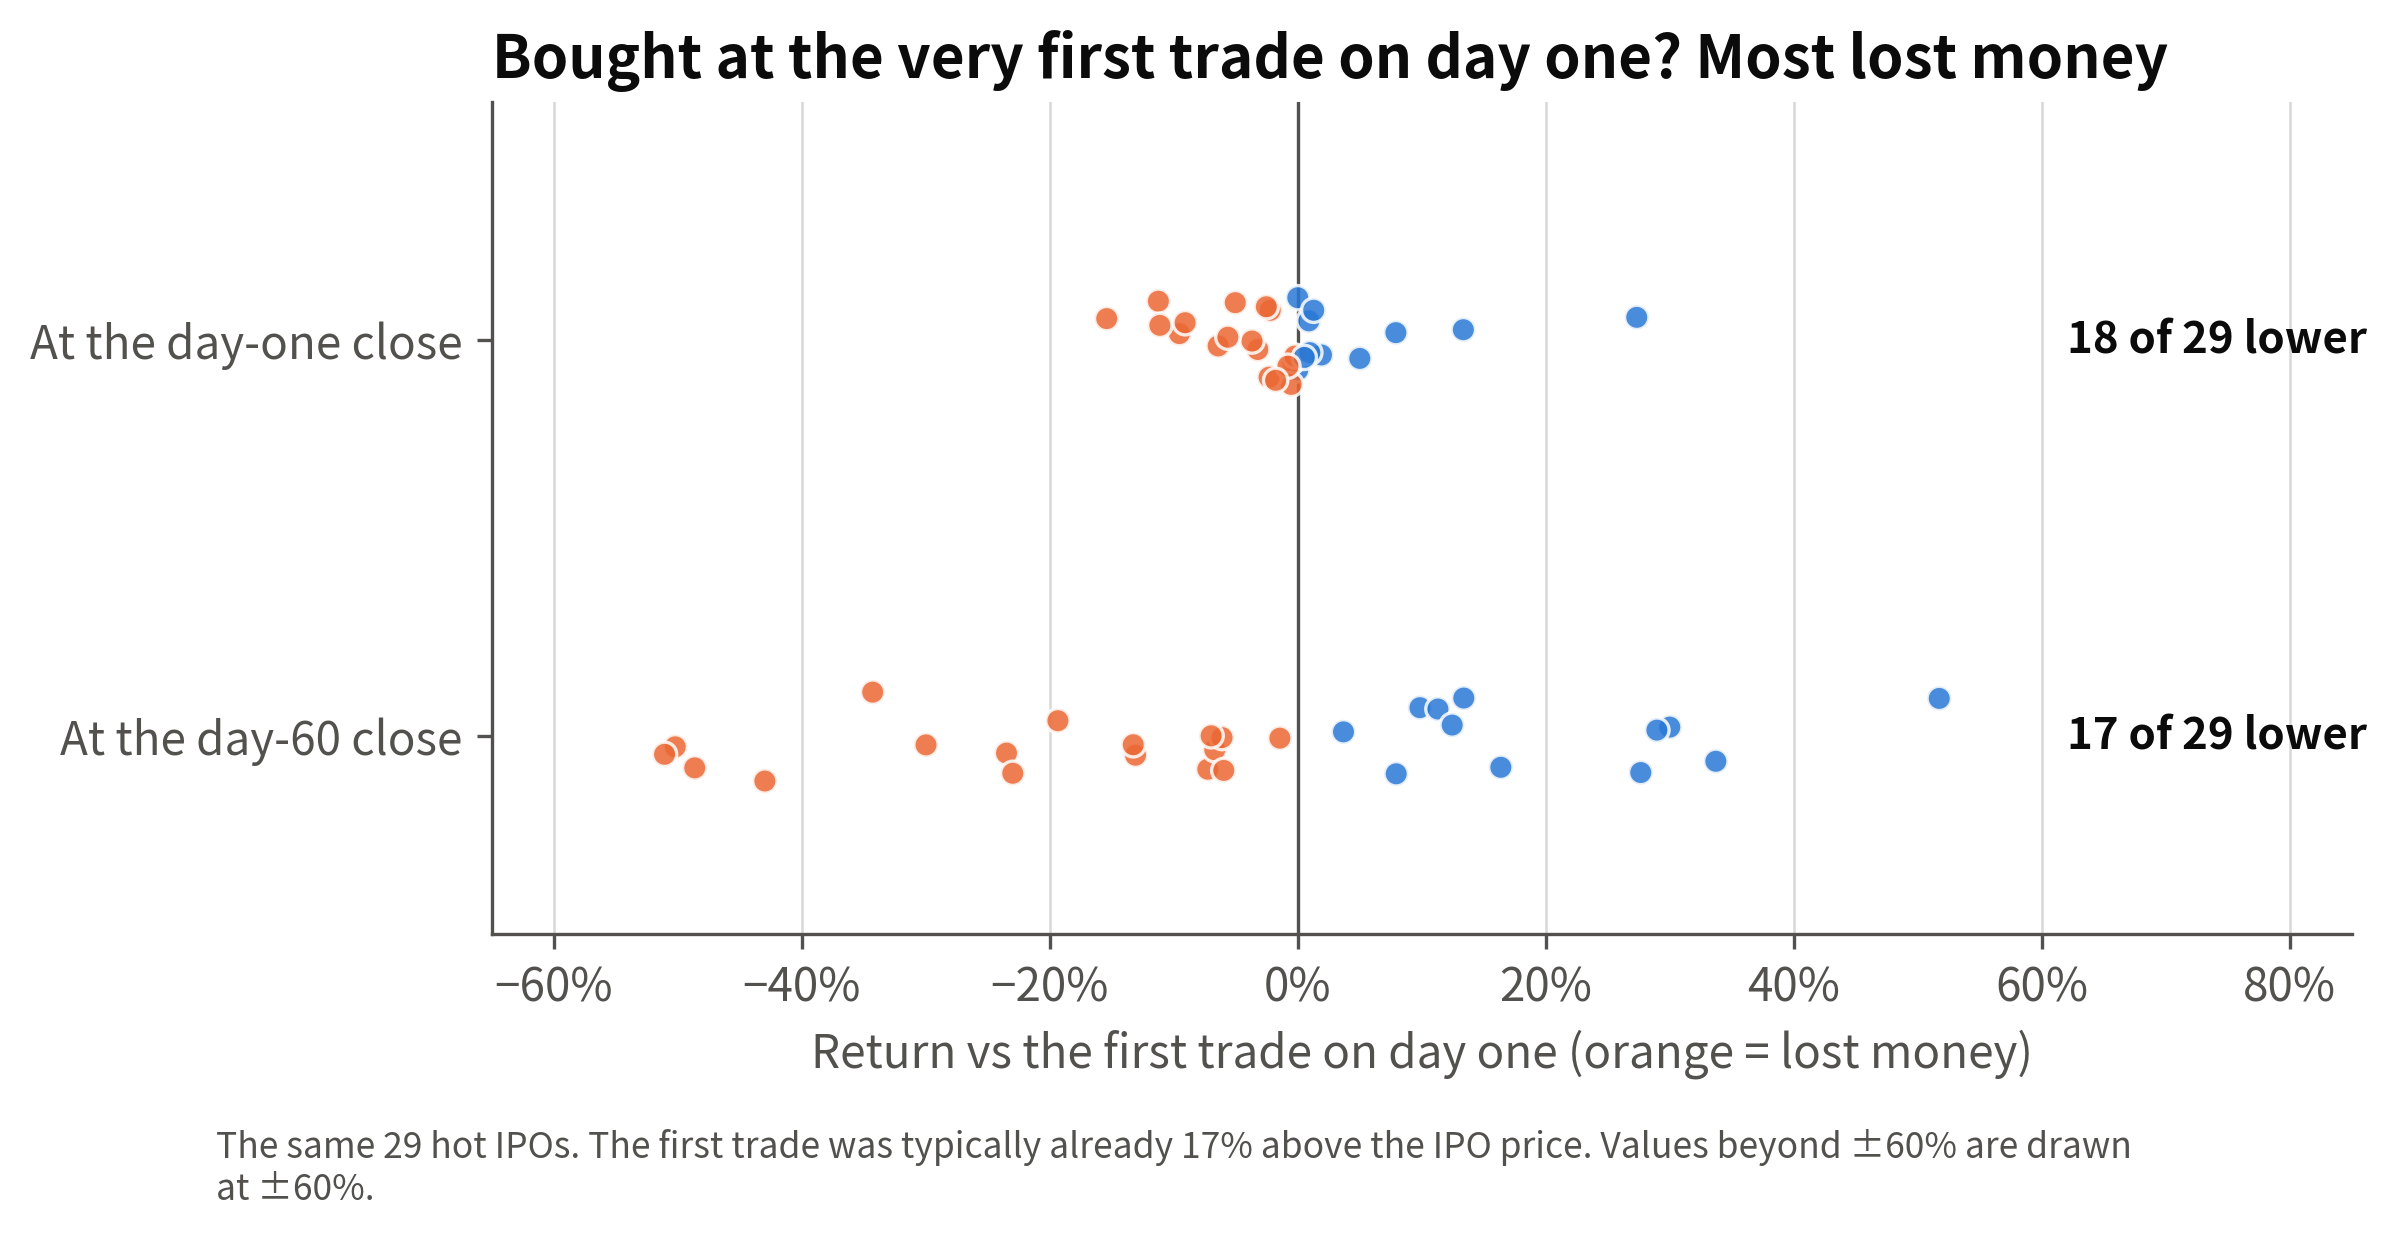 Bought at the very first trade on day one? Most lost money
At the day-one close
18 of 29 lower
At the day-60 close
17 of 29 lower
−60% −40% −20% 0% 20% 40% 60% 80%
Return vs the first trade on day one (orange = lost money)
The same 29 hot IPOs. The first trade was typically already 17% above the IPO price. Values beyond ±60% are drawn
at ±60%.